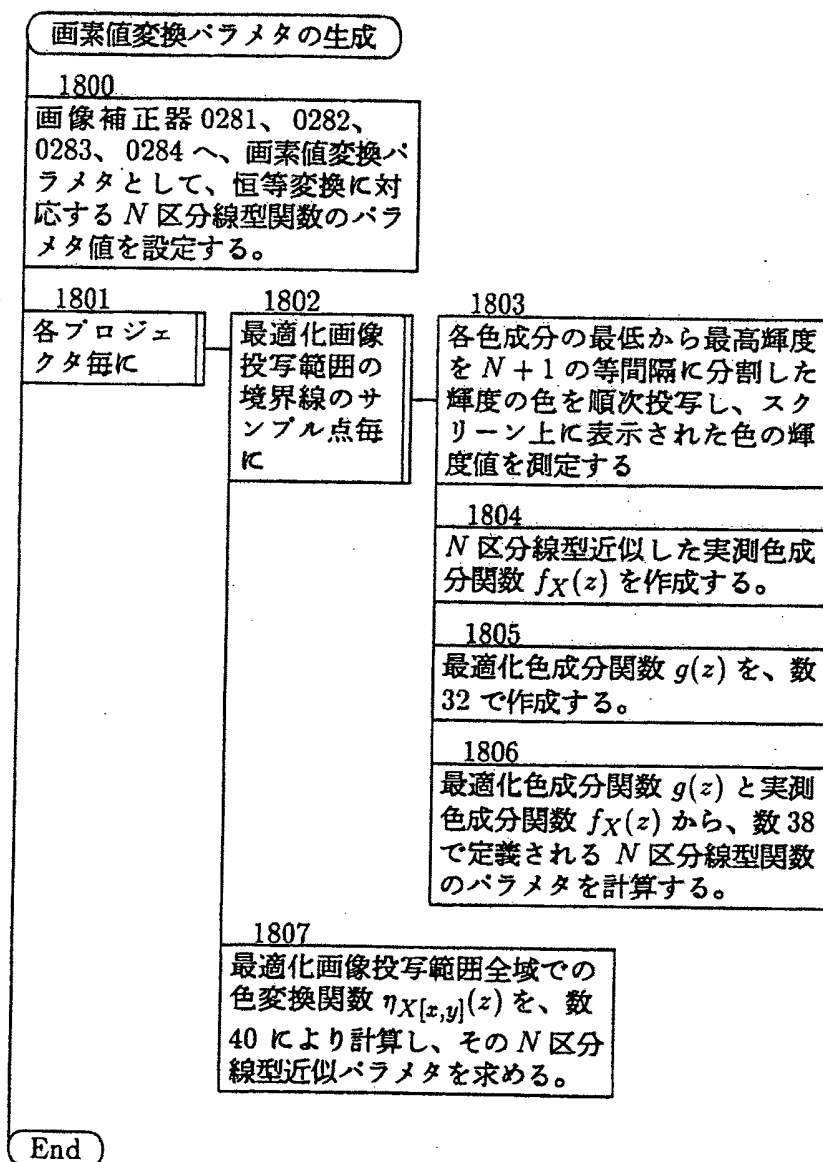 画素値変換パラメタの生成
1800
画像補正器 0281、0282、
0283、0284 へ、画素値変換パ
ラメタとして、恒等変換に対
応する N 区分線型関数のパラ
メタ値を設定する。
1801
各プロジェ
クタ毎に
1802
最適化画像
投写範囲の
境界線のサ
ンプル点毎
に
1803
各色成分の最低から最高輝度
を N + 1 の等間隔に分割した
輝度の色を順次投写し、スク
リーン上に表示された色の輝
度値を測定する
1804
N 区分線型近似した実測色成
分関数 fX(z) を作成する。
1805
最適化色成分関数 g(z) を、数
32 で作成する。
1806
最適化色成分関数 g(z) と実測
色成分関数 fX(z) から、数 38
で定義される N 区分線型関数
のパラメタを計算する。
1807
最適化画像投写範囲全域での
色変換関数 ηX[x,y](z) を、数
40 により計算し、その N 区分
線型近似パラメタを求める。
End